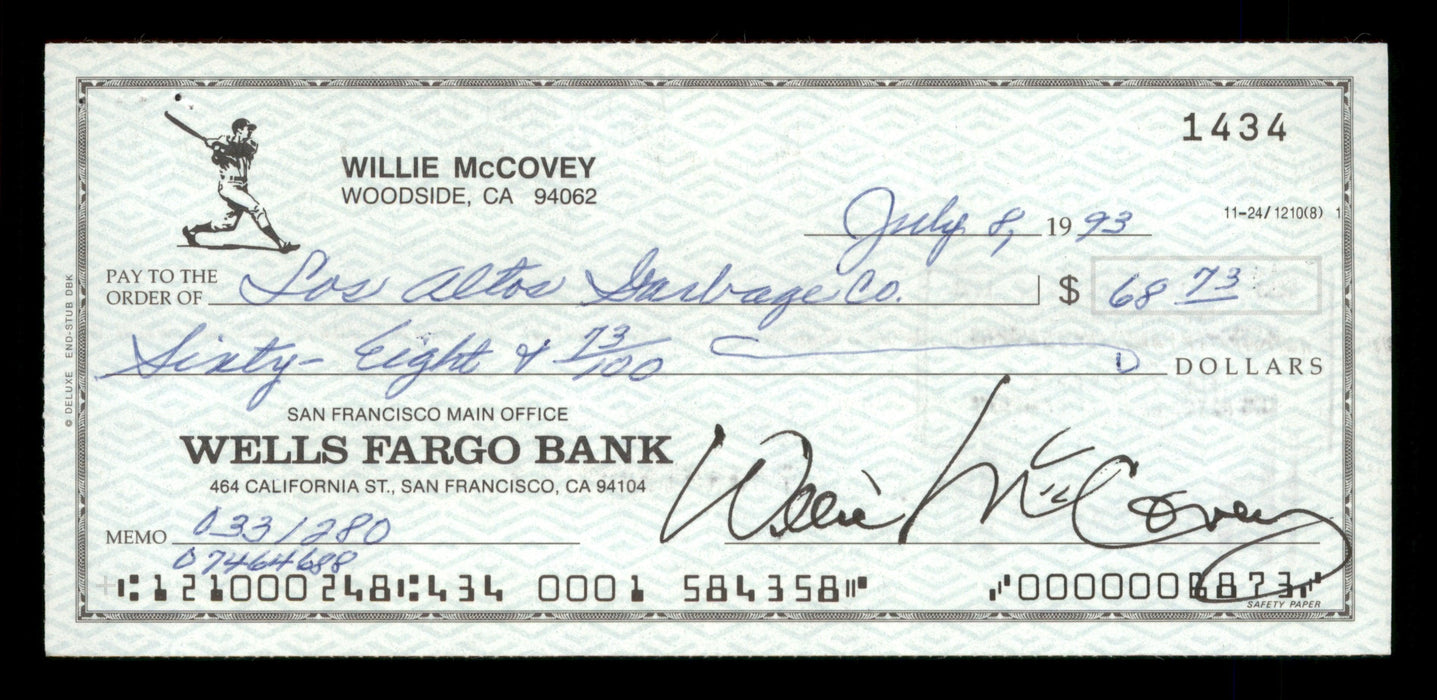 1434
WILLIE McCOVEY
WOODSIDE, CA 94062
11-24/1210(8) 1
July 8, 19 93
PAY TO THE
ORDER OF Los Altos Garbage Co. $ 68 73
Sixty-Eight & 73/100 DOLLARS
SAN FRANCISCO MAIN OFFICE
WELLS FARGO BANK
464 CALIFORNIA ST., SAN FRANCISCO, CA 94104
Willie McCovey
MEMO 033/280
07464688
⑆121000248⑆434 0001 584358⑈ ⑈0000006873⑈
SAFETY PAPER
© DELUXE END-STUB DBK